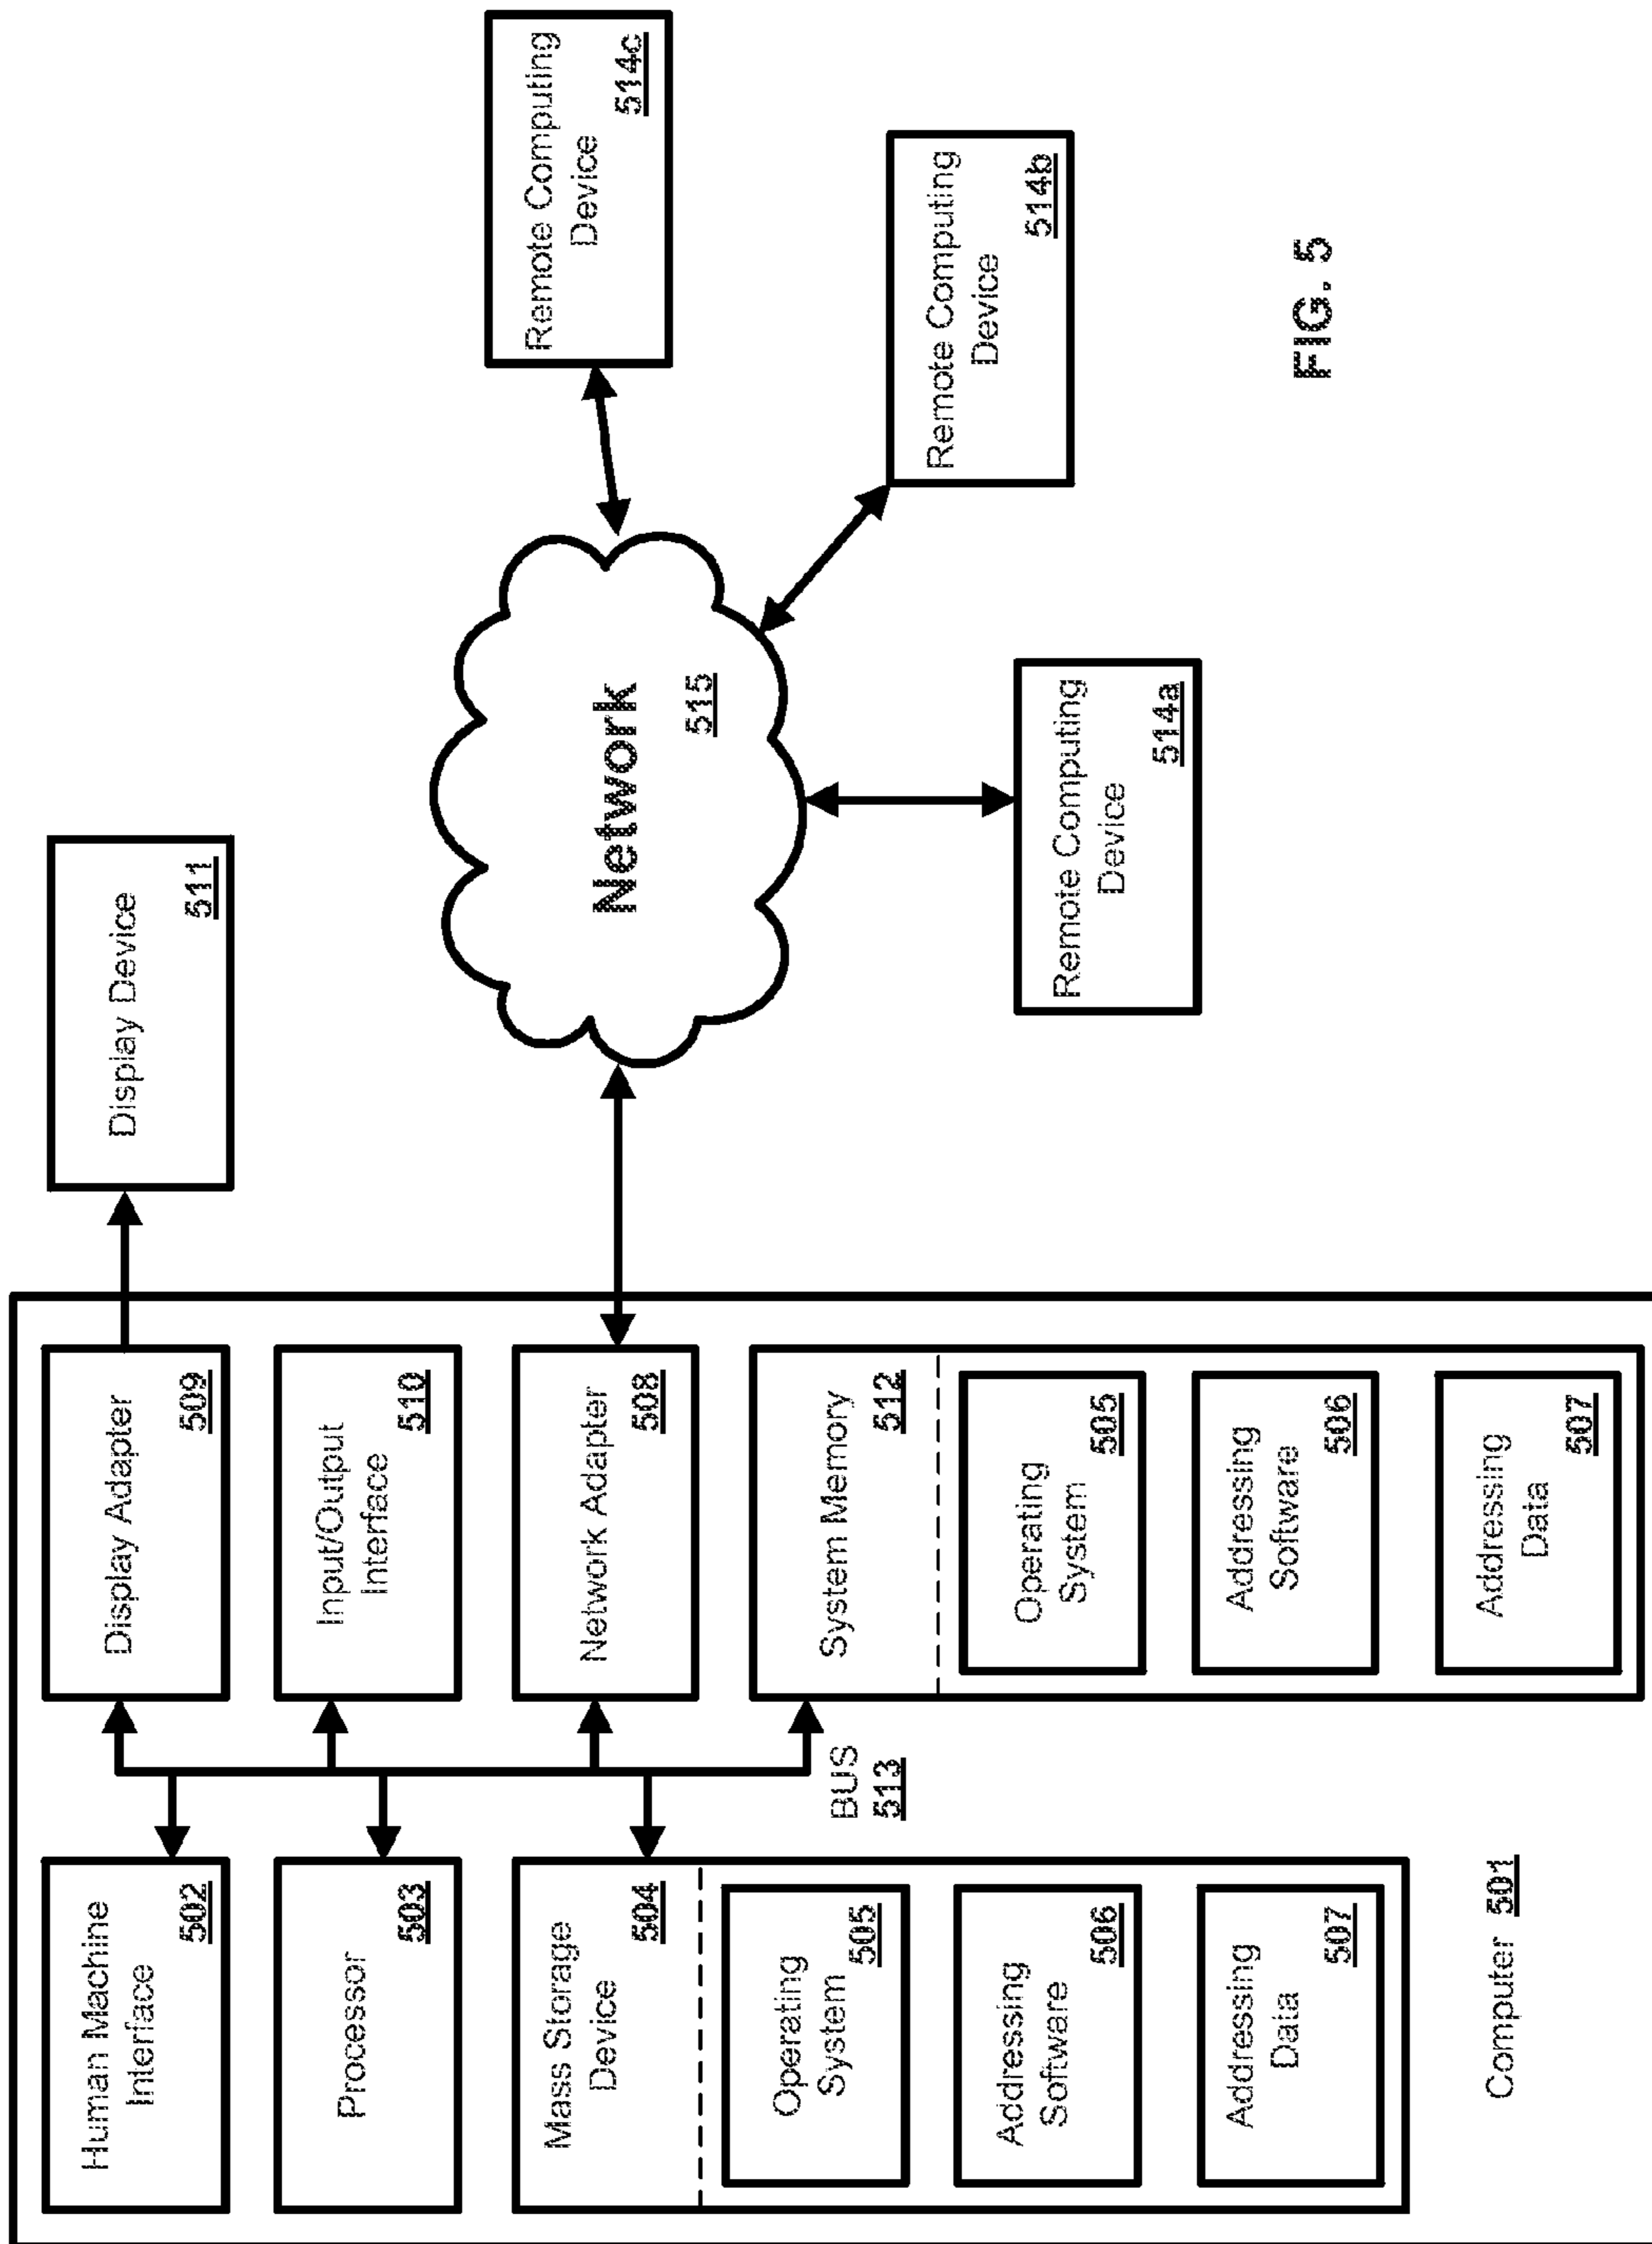 Human Machine
Interface
502
Processor
503
Mass Storage
Device
504
Operating
System
505
Addressing
Software
506
Addressing
Data
507
Computer 501
BUS
513
Display Adapter
509
Input/Output
Interface
510
Network Adapter
508
System Memory
512
Operating
System
505
Addressing
Software
506
Addressing
Data
507
Display Device
511
Network
515
Remote Computing
Device
514a
Remote Computing
Device
514b
Remote Computing
Device
514c
FIG. 5